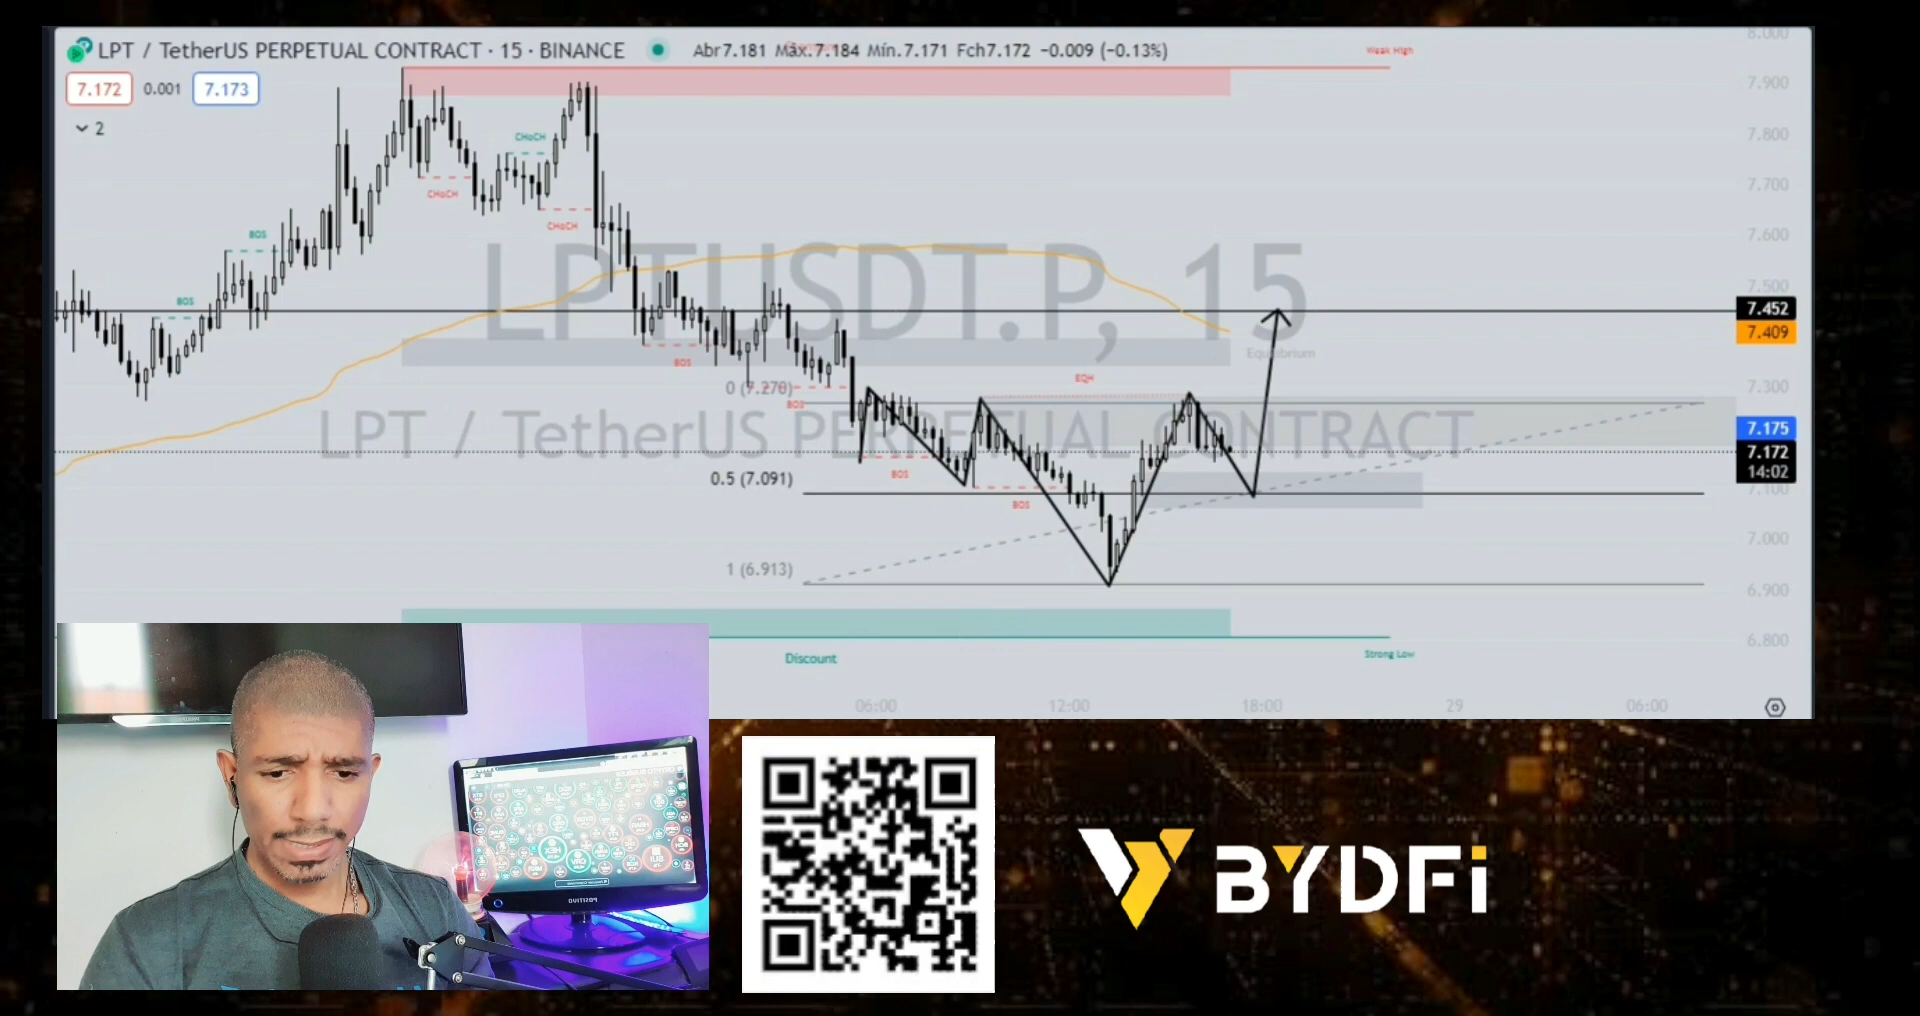 LPT / TetherUS PERPETUAL CONTRACT · 15 · BINANCE
Abr7.181 Máx.7.184 Mín.7.171 Fch7.172 −0.009 (−0.13%)
Weak High
8.000
7.172
0.001
7.173
7.900
2
CHoCH
7.800
CHoCH
7.700
CHoCH
BOS
7.600
LPTUSDT.P, 15
7.500
BOS
7.452
7.409
Equilibrium
BOS
EQH
0 (7.270)
7.300
BOS
LPT / TetherUS PERPETUAL CONTRACT
7.175
7.172
14:02
BOS
0.5 (7.091)
7.100
BOS
7.000
1 (6.913)
6.900
6.800
Discount
Strong Low
06:00
12:00
18:00
29
06:00
POSITIVO
BYDFi